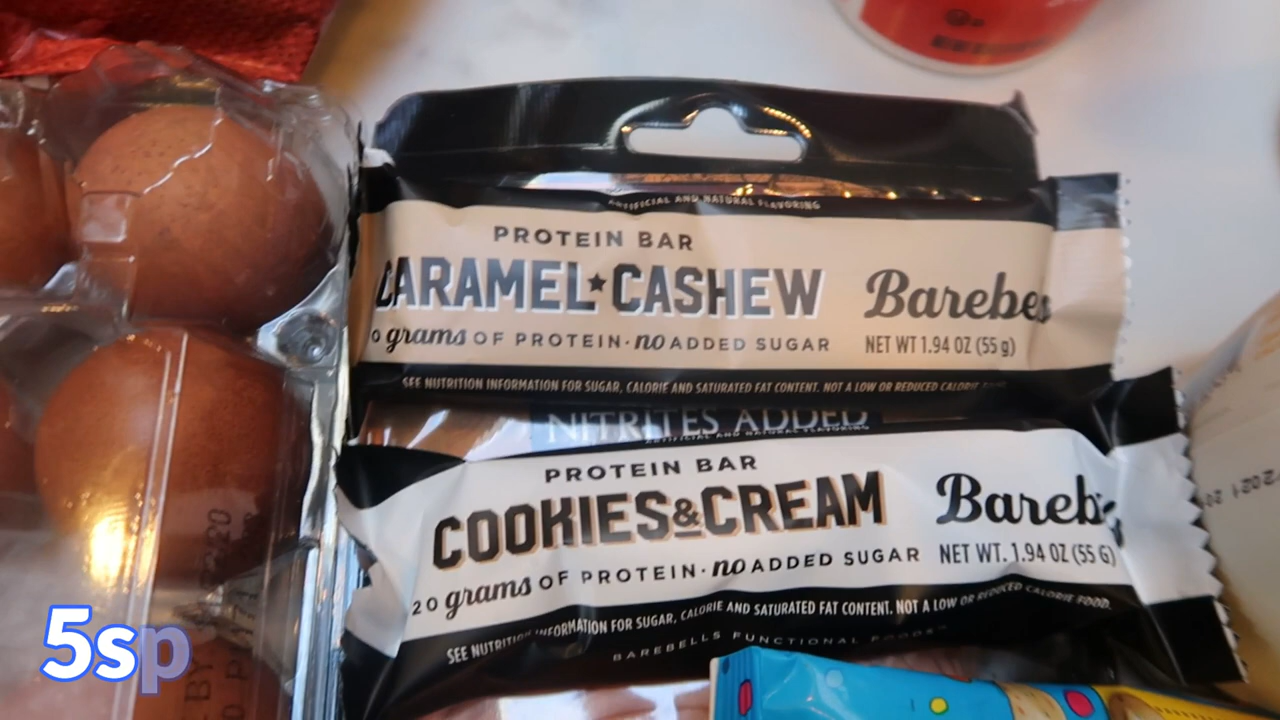 ARTIFICIAL AND NATURAL FLAVORING
PROTEIN BAR
CARAMEL★CASHEW
grams OF PROTEIN·no ADDED SUGAR
Barebe
NET WT 1.94 OZ (55 g)
SEE NUTRITION INFORMATION FOR SUGAR, CALORIE AND SATURATED FAT CONTENT. NOT A LOW OR REDUCED CALORIE
NITRITES ADDED
ARTIFICIAL AND NATURAL FLAVORING
PROTEIN BAR
COOKIES&CREAM
20 grams OF PROTEIN·no ADDED SUGAR
Bareb
NET WT. 1.94 OZ (55 G)
SEE NUTRITION INFORMATION FOR SUGAR, CALORIE AND SATURATED FAT CONTENT. NOT A LOW OR REDUCED CALORIE FOOD.
BAREBELLS FUNCTIONAL FOODS™
5sp